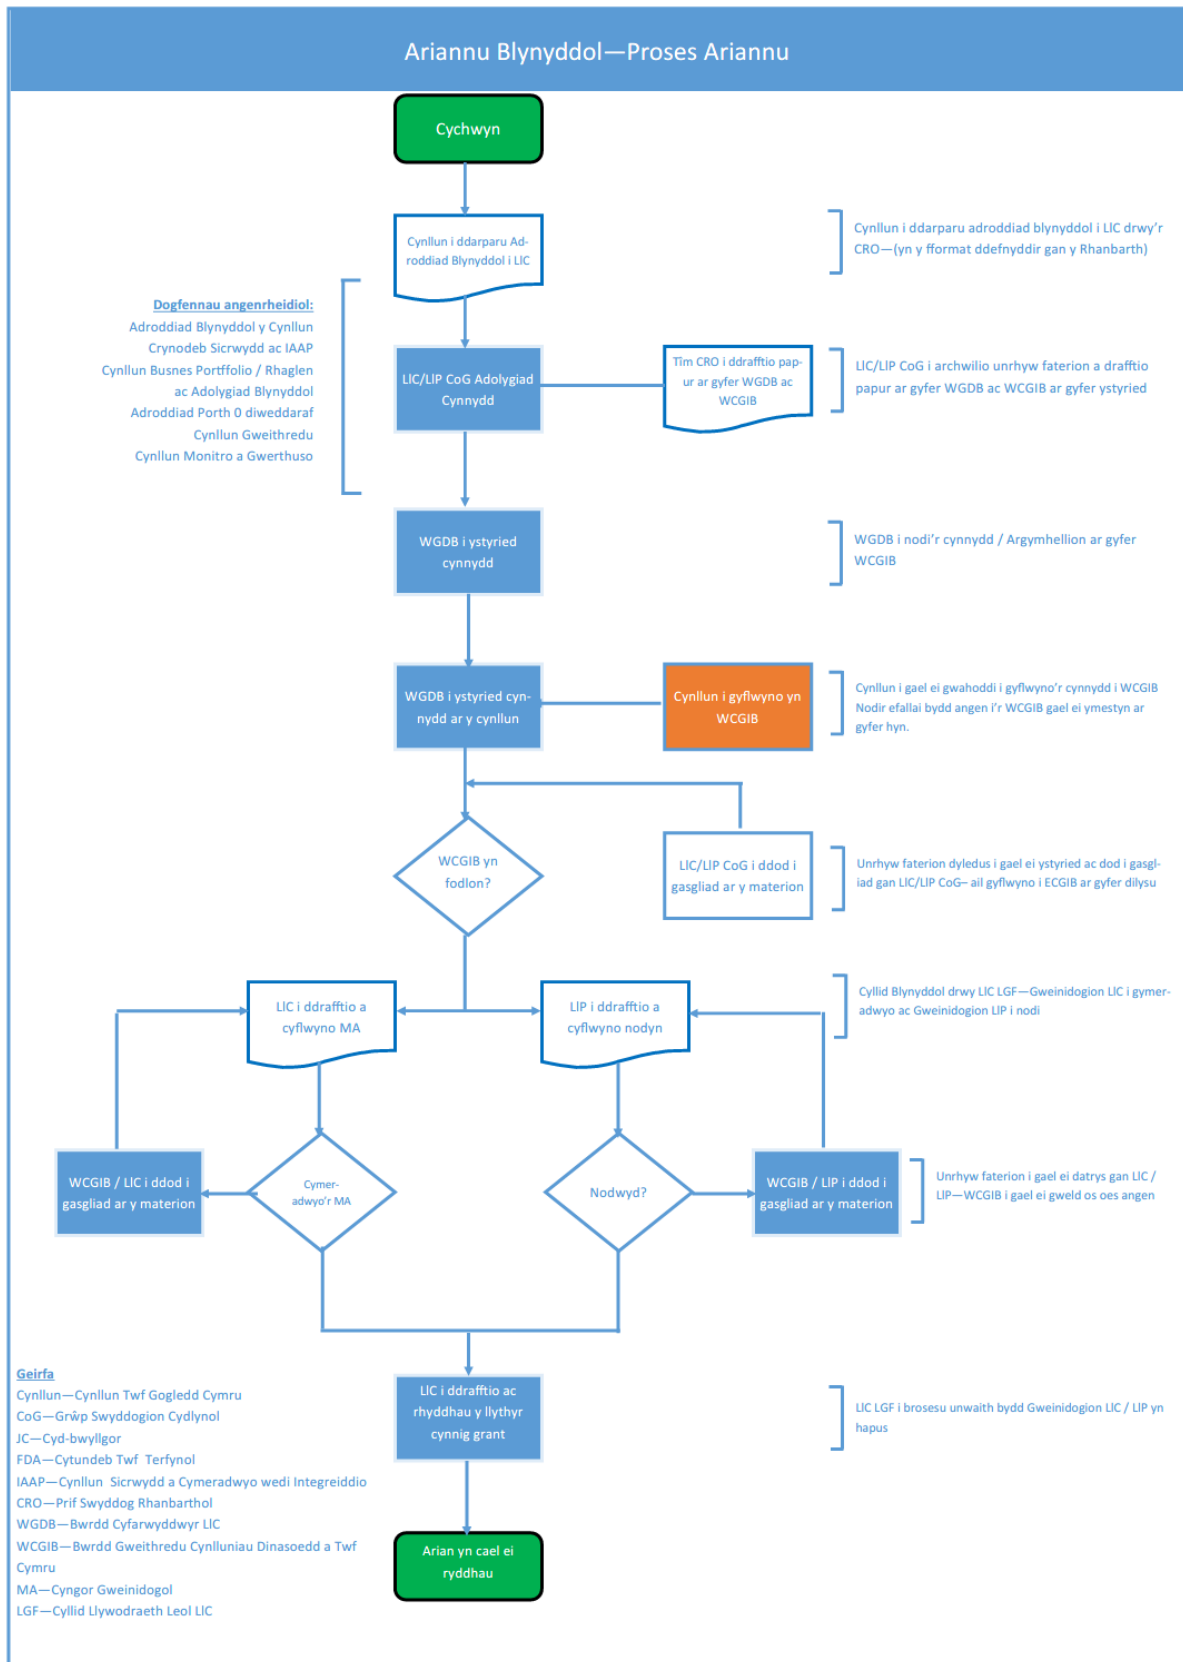 Ariannu Blynyddol—Proses Ariannu
Cychwyn
Cynllun i ddarparu Ad-
roddiad Blynyddol i LlC
Cynllun i ddarparu adroddiad blynyddol i LlC drwy'r
CRO—(yn y fformat ddefnyddir gan y Rhanbarth)
Dogfennau angenrheidiol:
Adroddiad Blynyddol y Cynllun
Crynodeb Sicrwydd ac IAAP
Cynllun Busnes Portffolio / Rhaglen
ac Adolygiad Blynyddol
Adroddiad Porth 0 diweddaraf
Cynllun Gweithredu
Cynllun Monitro a Gwerthuso
LlC/LlP CoG Adolygiad
Cynnydd
Tîm CRO i ddrafftio pap-
ur ar gyfer WGDB ac
WCGIB
LlC/LlP CoG i archwilio unrhyw faterion a drafftio
papur ar gyfer WGDB ac WCGIB ar gyfer ystyried
WGDB i ystyried
cynnydd
WGDB i nodi'r cynnydd / Argymhellion ar gyfer
WCGIB
WGDB i ystyried cyn-
nydd ar y cynllun
Cynllun i gyflwyno yn
WCGIB
Cynllun i gael ei gwahoddi i gyflwyno'r cynnydd i WCGIB
Nodir efallai bydd angen i'r WCGIB gael ei ymestyn ar
gyfer hyn.
WCGIB yn
fodlon?
LlC/LlP CoG i ddod i
gasgliad ar y materion
Unrhyw faterion dyledus i gael ei ystyried ac dod i gasgl-
iad gan LlC/LlP CoG– ail gyflwyno i ECGIB ar gyfer dilysu
LlC i ddrafftio a
cyflwyno MA
LlP i ddrafftio a
cyflwyno nodyn
Cyllid Blynyddol drwy LlC LGF—Gweinidogion LlC i gymer-
adwyo ac Gweinidogion LlP i nodi
WCGIB / LlC i ddod i
gasgliad ar y materion
Cymer-
adwyo'r MA
Nodwyd?
WCGIB / LlP i ddod i
gasgliad ar y materion
Unrhyw faterion i gael ei datrys gan LlC /
LlP—WCGIB i gael ei gweld os oes angen
LlC i ddrafftio ac
rhyddhau y llythyr
cynnig grant
LlC LGF i brosesu unwaith bydd Gweinidogion LlC / LlP yn
hapus
Arian yn cael ei
ryddhau
Geirfa
Cynllun—Cynllun Twf Gogledd Cymru
CoG—Grŵp Swyddogion Cydlynol
JC—Cyd-bwyllgor
FDA—Cytundeb Twf Terfynol
IAAP—Cynllun Sicrwydd a Cymeradwyo wedi Integreiddio
CRO—Prif Swyddog Rhanbarthol
WGDB—Bwrdd Cyfarwyddwyr LlC
WCGIB—Bwrdd Gweithredu Cynlluniau Dinasoedd a Twf
Cymru
MA—Cyngor Gweinidogol
LGF—Cyllid Llywodraeth Leol LlC